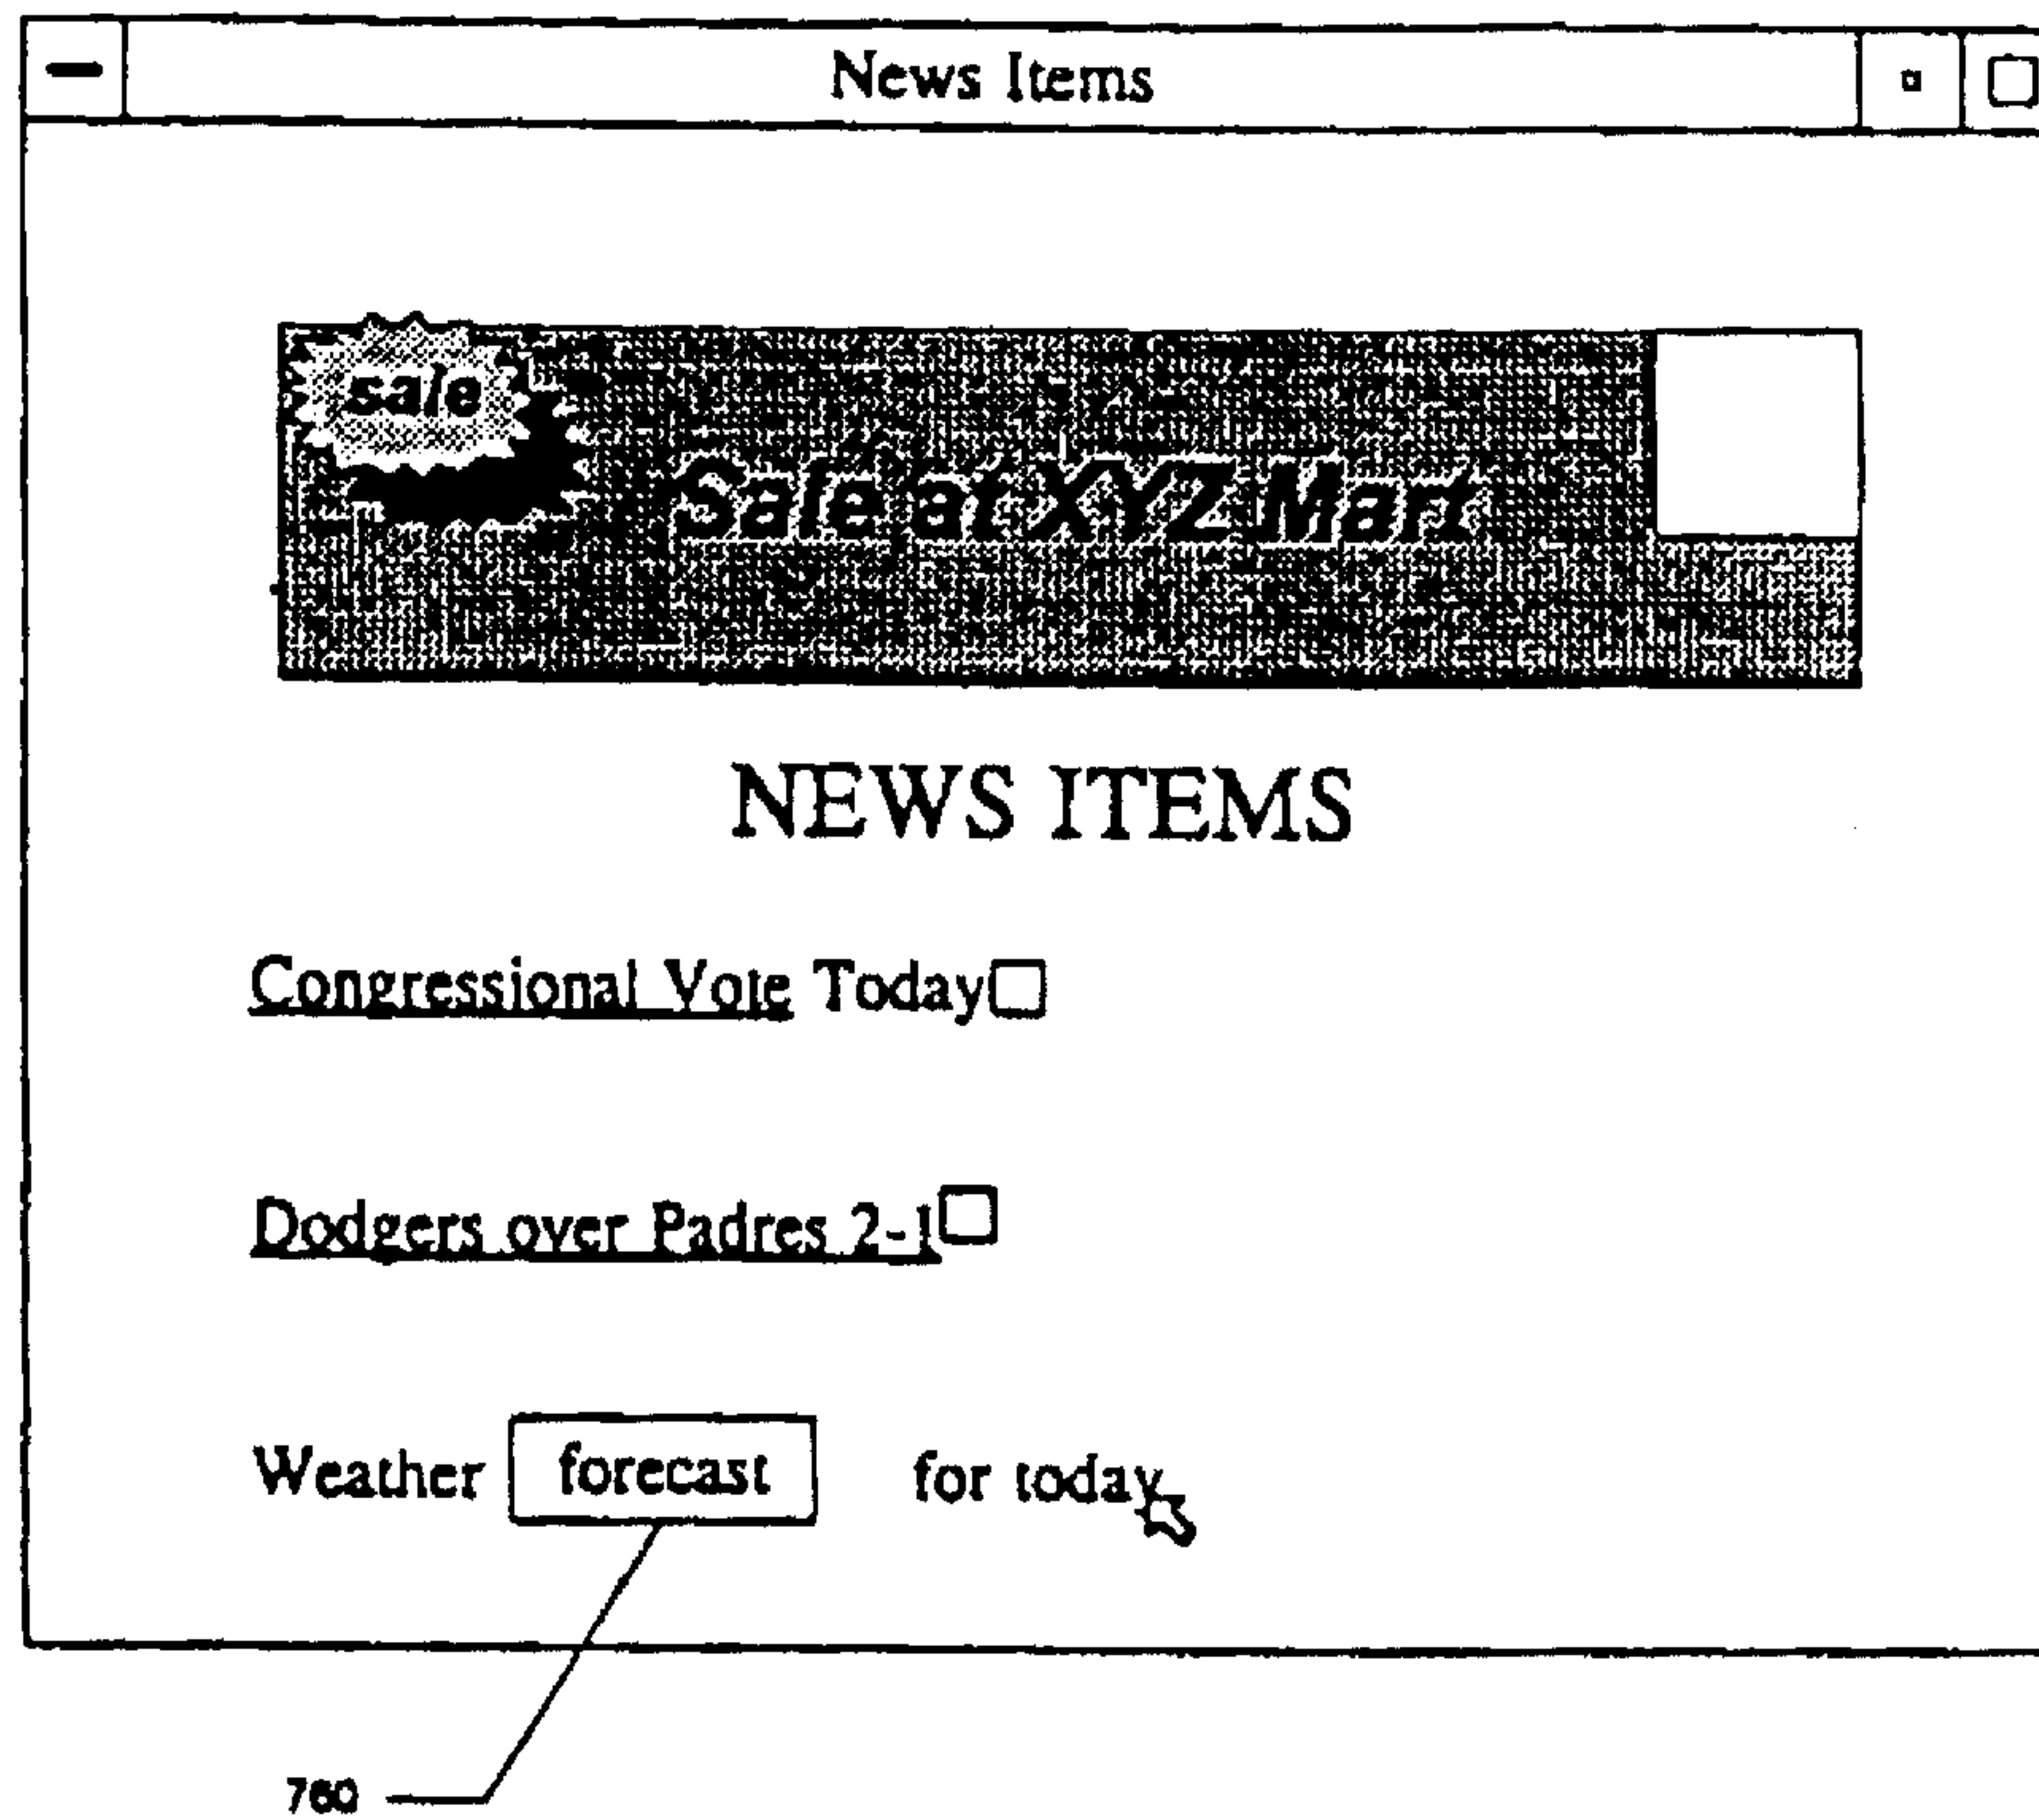 News Items
sale
Sale at XYZ Mart
NEWS ITEMS
Congressional Vote Today
Dodgers over Padres 2-1
Weather forecast for today
760